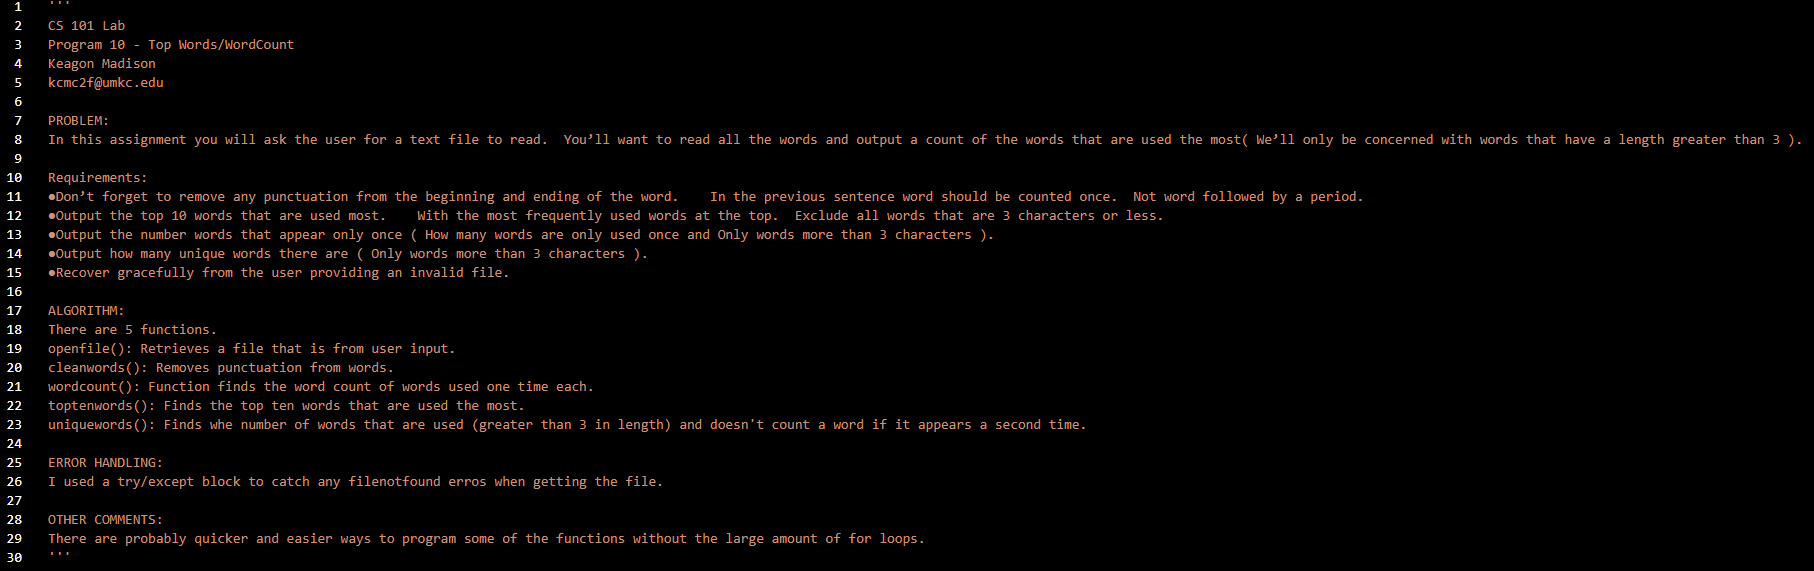 1 '''
2 CS 101 Lab
3 Program 10 - Top Words/WordCount
4 Keagon Madison
5 kcmc2f@umkc.edu
6
7 PROBLEM:
8 In this assignment you will ask the user for a text file to read.  You’ll want to read all the words and output a count of the words that are used the most( We’ll only be concerned with words that have a length greater than 3 ).
9
10 Requirements:
11 ●Don’t forget to remove any punctuation from the beginning and ending of the word.    In the previous sentence word should be counted once.  Not word followed by a period.
12 ●Output the top 10 words that are used most.    With the most frequently used words at the top.  Exclude all words that are 3 characters or less.
13 ●Output the number words that appear only once ( How many words are only used once and Only words more than 3 characters ).
14 ●Output how many unique words there are ( Only words more than 3 characters ).
15 ●Recover gracefully from the user providing an invalid file.
16
17 ALGORITHM:
18 There are 5 functions.
19 openfile(): Retrieves a file that is from user input.
20 cleanwords(): Removes punctuation from words.
21 wordcount(): Function finds the word count of words used one time each.
22 toptenwords(): Finds the top ten words that are used the most.
23 uniquewords(): Finds whe number of words that are used (greater than 3 in length) and doesn't count a word if it appears a second time.
24
25 ERROR HANDLING:
26 I used a try/except block to catch any filenotfound erros when getting the file.
27
28 OTHER COMMENTS:
29 There are probably quicker and easier ways to program some of the functions without the large amount of for loops.
30 '''